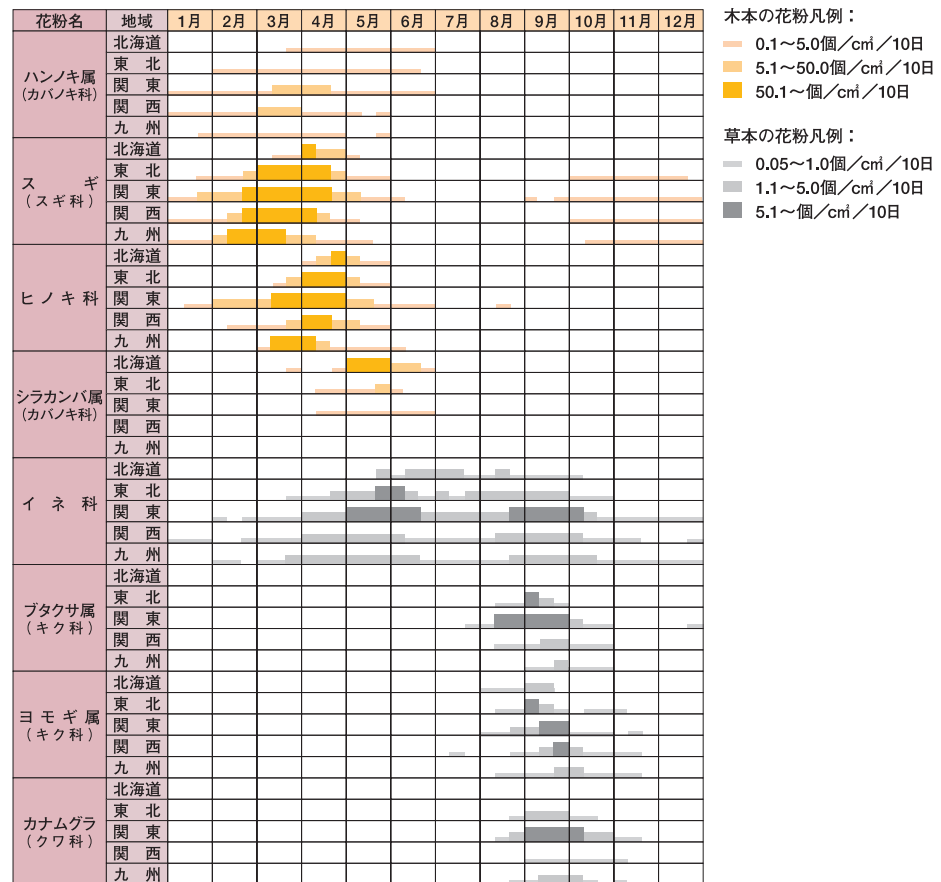 花粉名 地域 1月 2月 3月 4月 5月 6月 7月 8月 9月 10月 11月 12月
ハンノキ属
(カバノキ科)
北海道
東 北
関 東
関 西
九 州
ス ギ
(スギ科)
北海道
東 北
関 東
関 西
九 州
ヒノキ科
北海道
東 北
関 東
関 西
九 州
シラカンバ属
(カバノキ科)
北海道
東 北
関 東
関 西
九 州
イ ネ 科
北海道
東 北
関 東
関 西
九 州
ブタクサ属
(キク科)
北海道
東 北
関 東
関 西
九 州
ヨモギ属
(キク科)
北海道
東 北
関 東
関 西
九 州
カナムグラ
(クワ科)
北海道
東 北
関 東
関 西
九 州
木本の花粉凡例：
0.1〜5.0個／c㎡／10日
5.1〜50.0個／c㎡／10日
50.1〜個／c㎡／10日
草本の花粉凡例：
0.05〜1.0個／c㎡／10日
1.1〜5.0個／c㎡／10日
5.1〜個／c㎡／10日